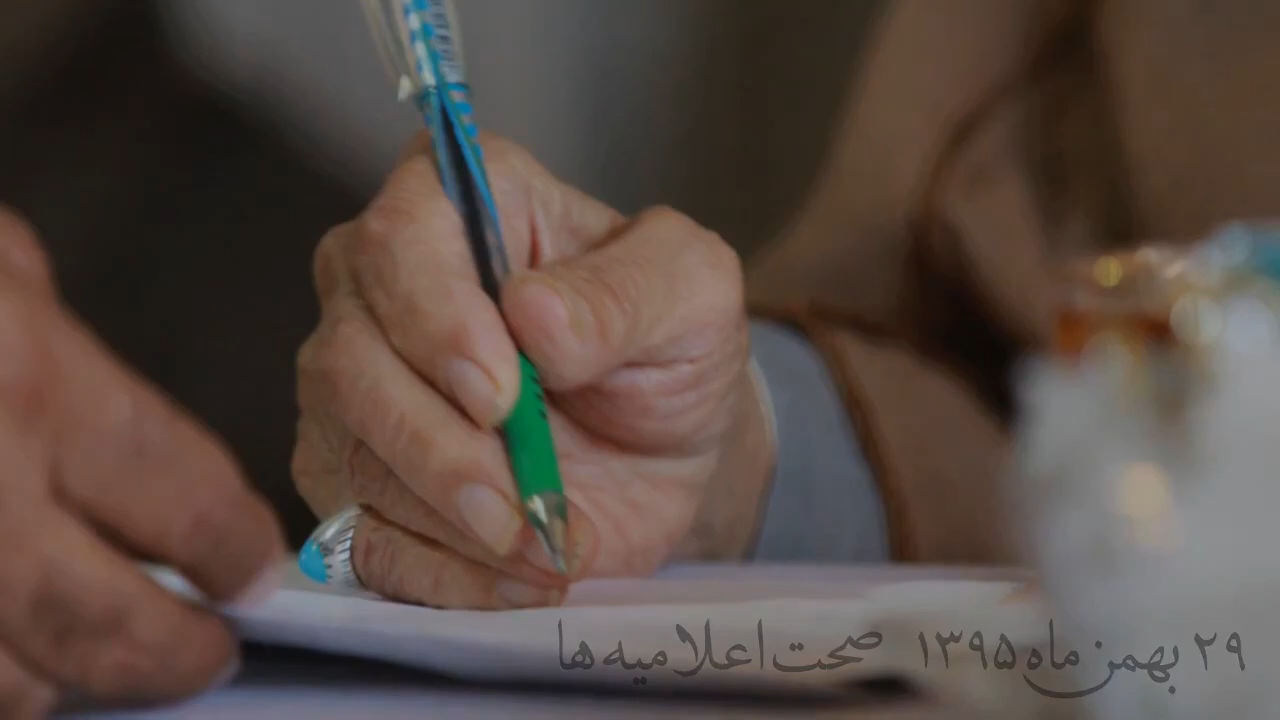 ۲۹ بهمن ماه ۱۳۹۵ صحت اعلامیه ها